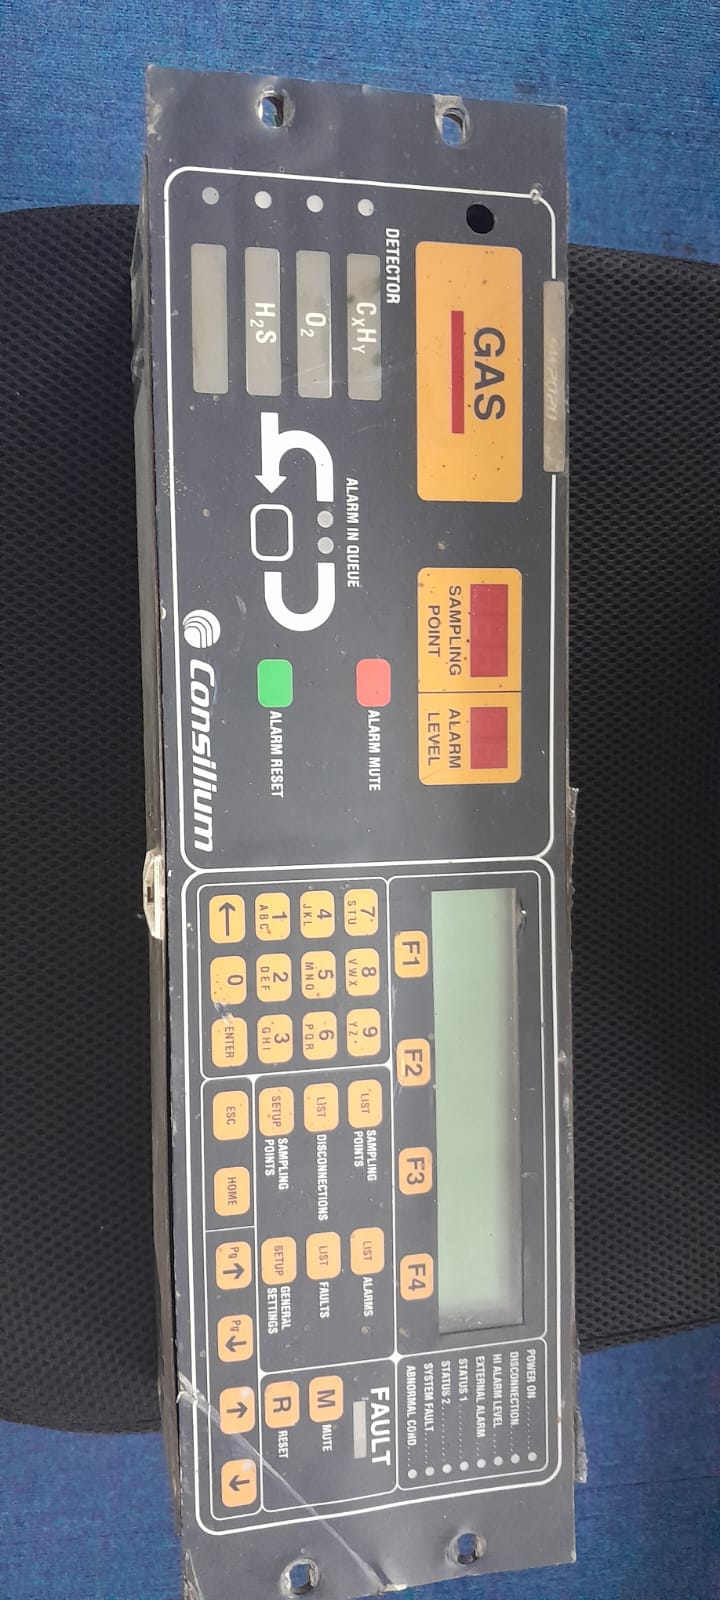 GAS
SAMPLING
POINT
ALARM
LEVEL
DETECTOR
CXHY
O2
H2S
ALARM IN QUEUE
ALARM MUTE
ALARM RESET
Consilium
F1 F2 F3 F4
7 STU 8 VWX 9 YZ
4 JKL 5 MNO 6 PQR
1 ABC 2 DEF 3 GHI
← 0 ENTER
LIST SAMPLING
POINTS
LIST ALARMS
LIST DISCONNECTIONS
LIST FAULTS
SETUP SAMPLING
POINTS
SETUP GENERAL
SETTINGS
ESC HOME Pg↑ Pg↓ ↑ ↓
POWER ON
DISCONNECTION
HI ALARM LEVEL
EXTERNAL ALARM
STATUS 1
STATUS 2
SYSTEM FAULT
ABNORMAL COND.
FAULT
M MUTE
R RESET